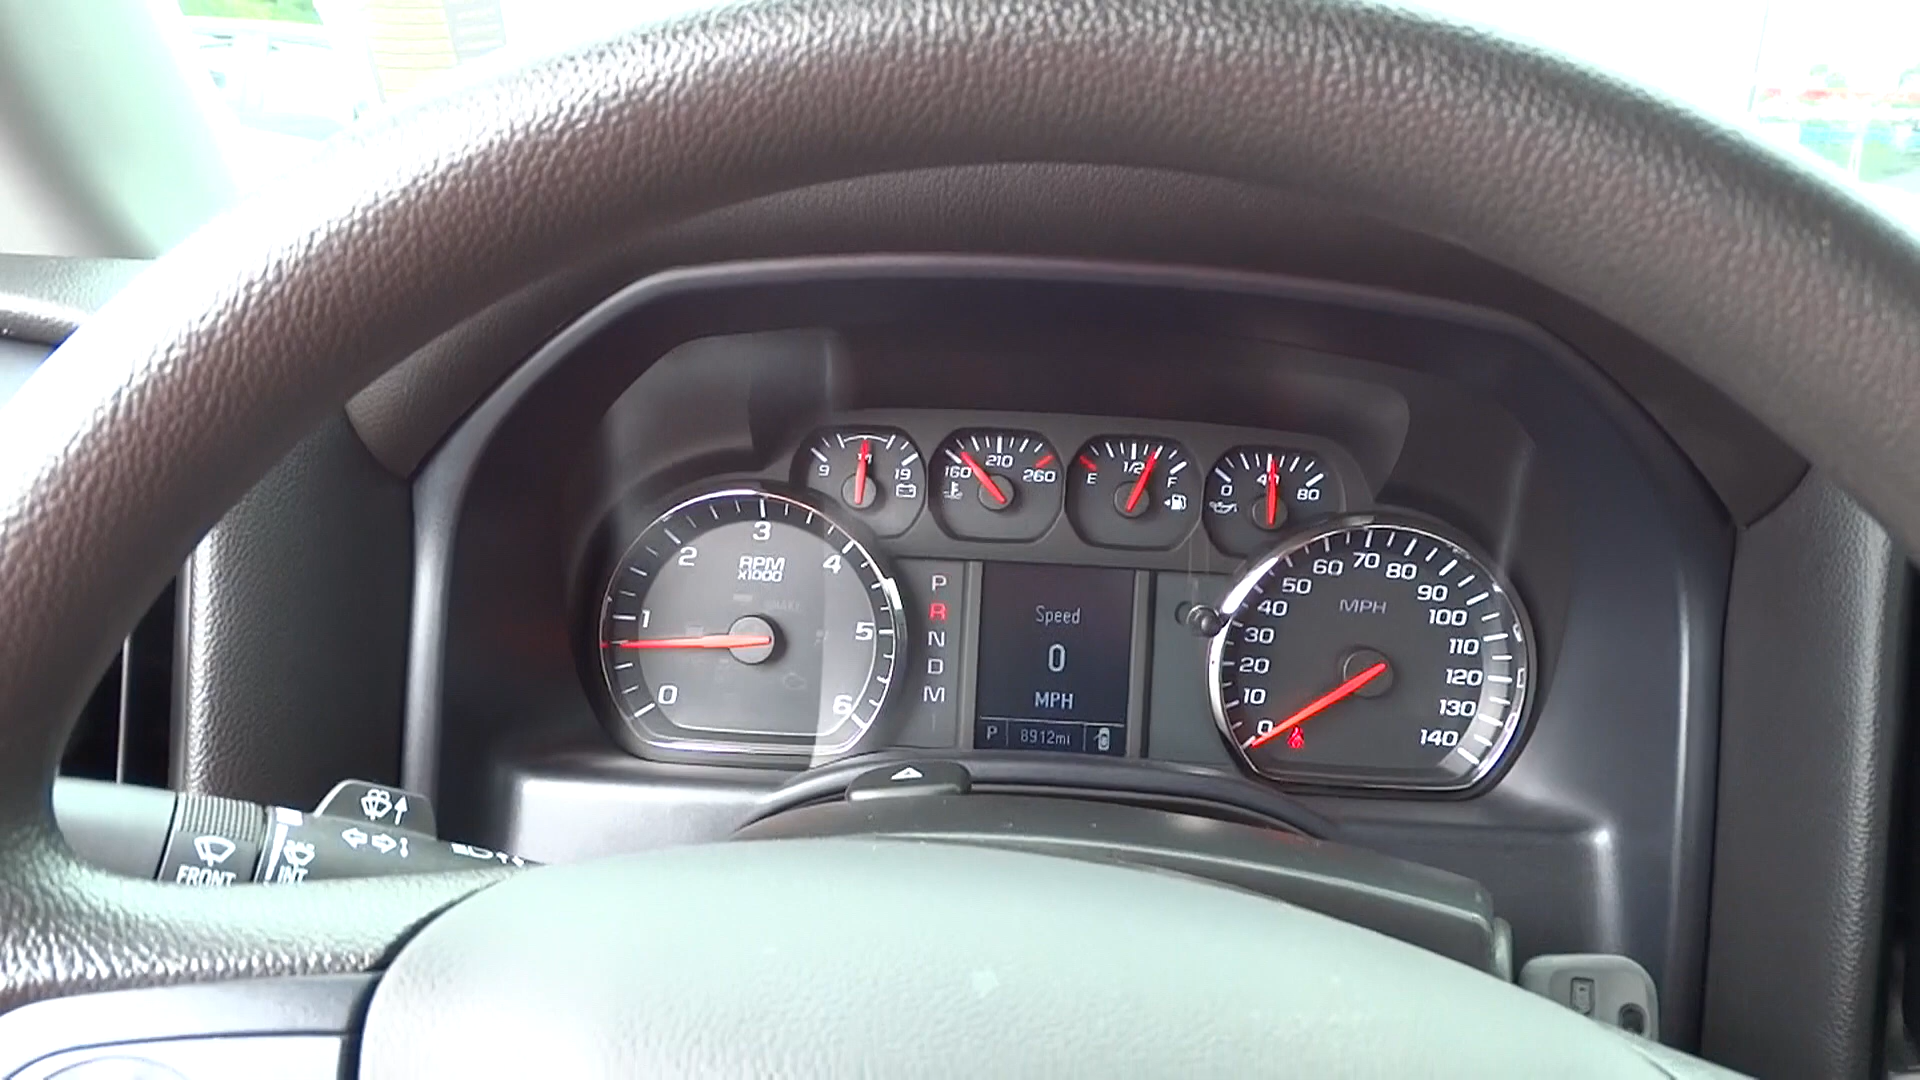 9 14 19
160 210 260
E 1/2 F
0 40 80
0 1 2 3 4 5 6
RPM
X1000
P
R
N
D
M
Speed
0
MPH
P 8912mi
0 10 20 30 40 50 60 70 80 90 100 110 120 130 140
MPH
FRONT
INT